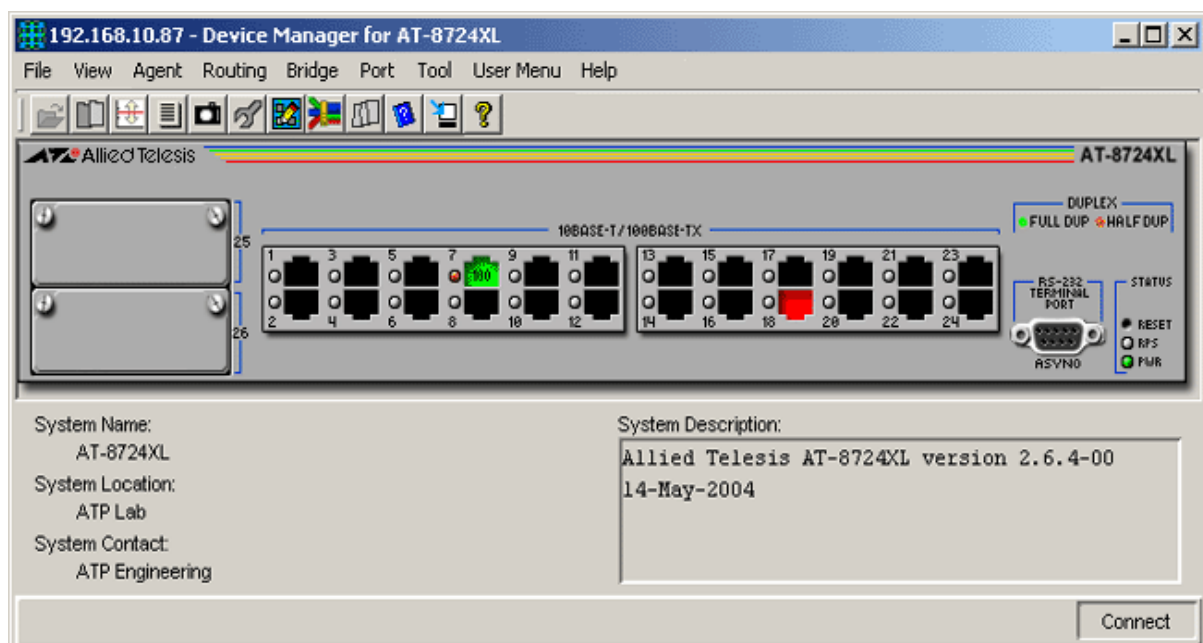 192.168.10.87 - Device Manager for AT-8724XL
File View Agent Routing Bridge Port Tool User Menu Help
Allied Telesis
AT-8724XL
DUPLEX
FULL DUP HALF DUP
10BASE-T/100BASE-TX
25
1 3 5 7 9 11 13 15 17 19 21 23
100
2 4 6 8 10 12 14 16 18 20 22 24
26
RS-232
TERMINAL
PORT
ASYN0
STATUS
RESET
RPS
PWR
System Name:
AT-8724XL
System Location:
ATP Lab
System Contact:
ATP Engineering
System Description:
Allied Telesis AT-8724XL version 2.6.4-00
14-May-2004
Connect